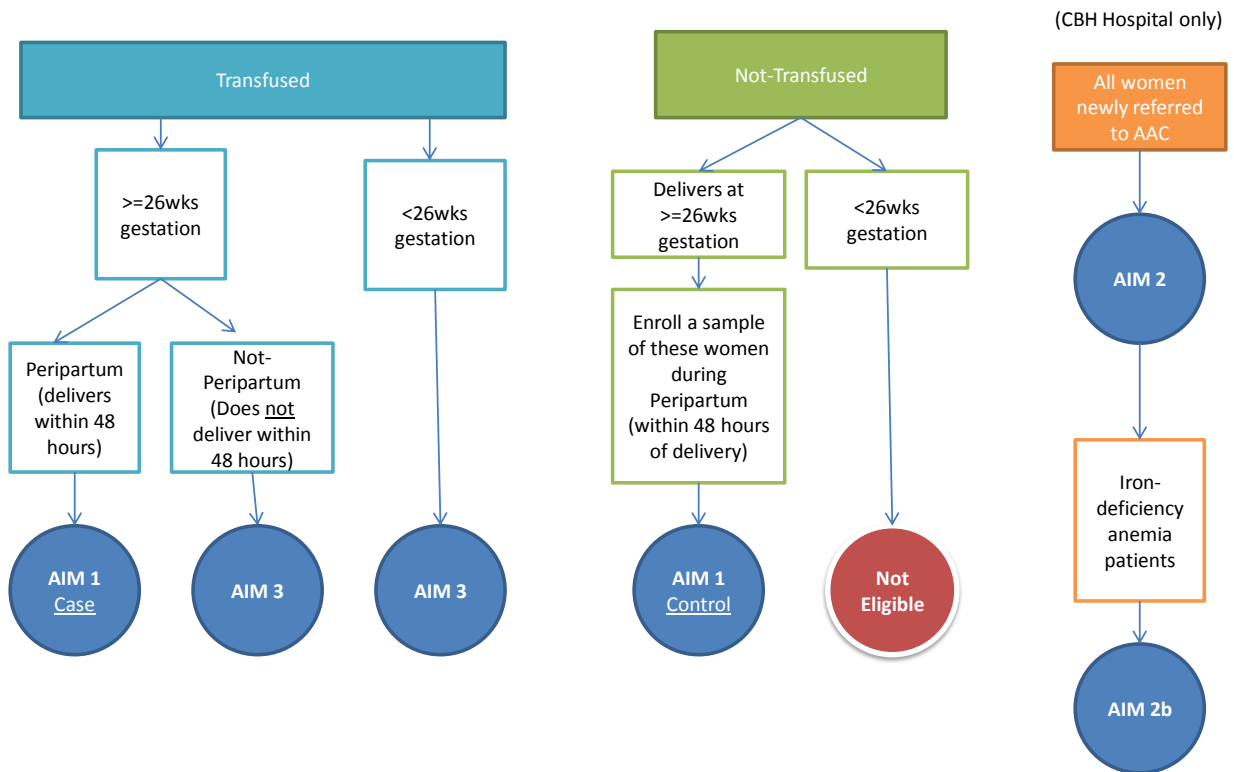 (CBH Hospital only)
Transfused
Not-Transfused
All women
newly referred
to AAC
>=26wks
gestation
<26wks
gestation
Delivers at
>=26wks
gestation
<26wks
gestation
AIM 2
Peripartum
(delivers
within 48
hours)
Not-
Peripartum
(Does not
deliver within
48 hours)
Enroll a sample
of these women
during
Peripartum
(within 48 hours
of delivery)
Iron-
deficiency
anemia
patients
AIM 1
Case
AIM 3
AIM 3
AIM 1
Control
Not
Eligible
AIM 2b